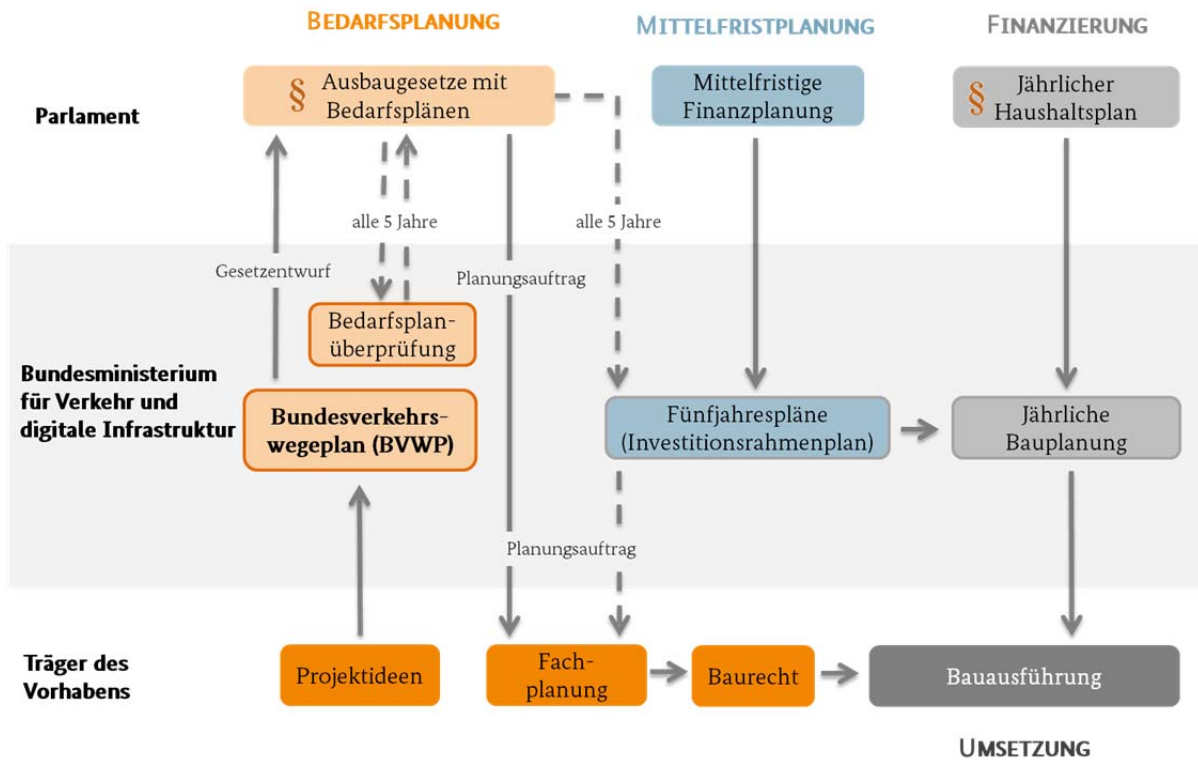 BEDARFSPLANUNG
MITTELFRISTPLANUNG
FINANZIERUNG
Parlament
§ Ausbaugesetze mit
Bedarfsplänen
Mittelfristige
Finanzplanung
§ Jährlicher
Haushaltsplan
alle 5 Jahre
alle 5 Jahre
Gesetzentwurf
Planungsauftrag
Bundesministerium
für Verkehr und
digitale Infrastruktur
Bedarfsplan-
überprüfung
Bundesverkehrs-
wegeplan (BVWP)
Fünfjahrespläne
(Investitionsrahmenplan)
Jährliche
Bauplanung
Planungsauftrag
Träger des
Vorhabens
Projektideen
Fach-
planung
Baurecht
Bauausführung
UMSETZUNG